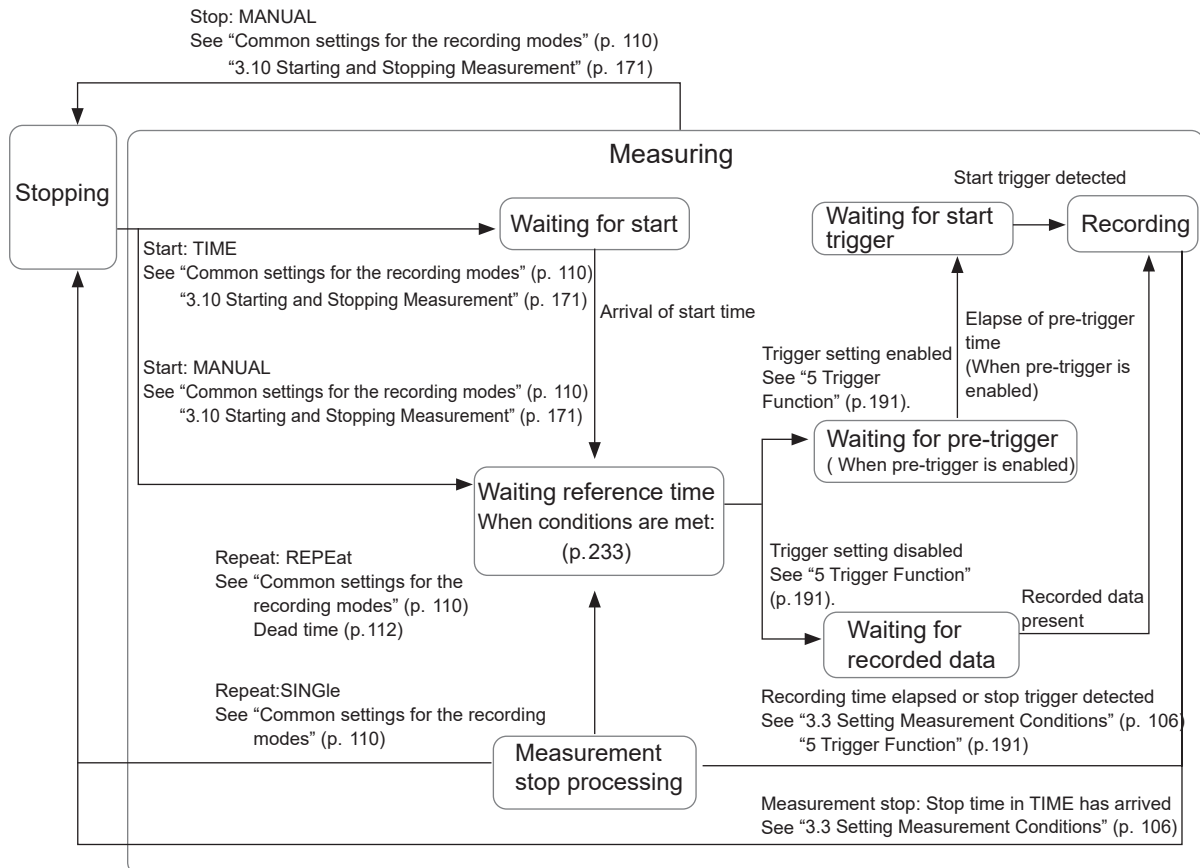 Stop: MANUAL
See “Common settings for the recording modes” (p. 110)
“3.10 Starting and Stopping Measurement” (p. 171)
Measuring
Stopping
Start trigger detected
Waiting for start
Waiting for start
trigger
Recording
Start: TIME
See “Common settings for the recording modes” (p. 110)
“3.10 Starting and Stopping Measurement” (p. 171)
Arrival of start time
Elapse of pre-trigger
time
(When pre-trigger is
enabled)
Start: MANUAL
See “Common settings for the recording modes” (p. 110)
“3.10 Starting and Stopping Measurement” (p. 171)
Trigger setting enabled
See “5 Trigger
Function” (p.191).
Waiting for pre-trigger
( When pre-trigger is enabled)
Waiting reference time
When conditions are met:
(p.233)
Trigger setting disabled
See “5 Trigger Function”
(p.191).
Repeat: REPEat
See “Common settings for the
recording modes” (p. 110)
Dead time (p.112)
Recorded data
present
Waiting for
recorded data
Repeat:SINGle
See “Common settings for the recording
modes” (p. 110)
Recording time elapsed or stop trigger detected
See “3.3 Setting Measurement Conditions” (p. 106)
“5 Trigger Function” (p.191)
Measurement
stop processing
Measurement stop: Stop time in TIME has arrived
See “3.3 Setting Measurement Conditions” (p. 106)